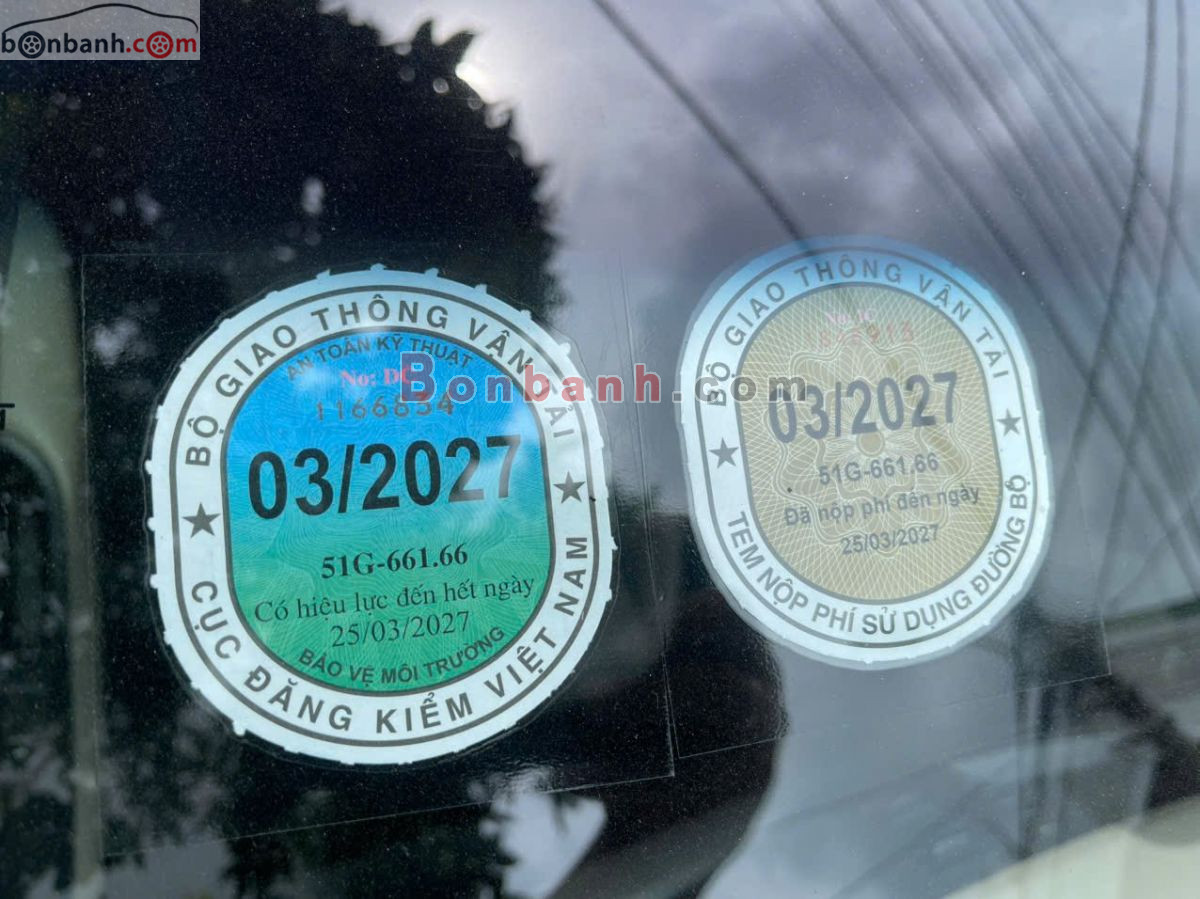 bonbanh.com
BỘ GIAO THÔNG VẬN TẢI
AN TOÀN KỸ THUẬT
No: DC
1166654
03/2027
51G-661.66
Có hiệu lực đến hết ngày
25/03/2027
BẢO VỆ MÔI TRƯỜNG
CỤC ĐĂNG KIỂM VIỆT NAM
Bonbanh.com
BỘ GIAO THÔNG VẬN TẢI
03/2027
51G-661.66
Đã nộp phí đến ngày
25/03/2027
TEM NỘP PHÍ SỬ DỤNG ĐƯỜNG BỘ